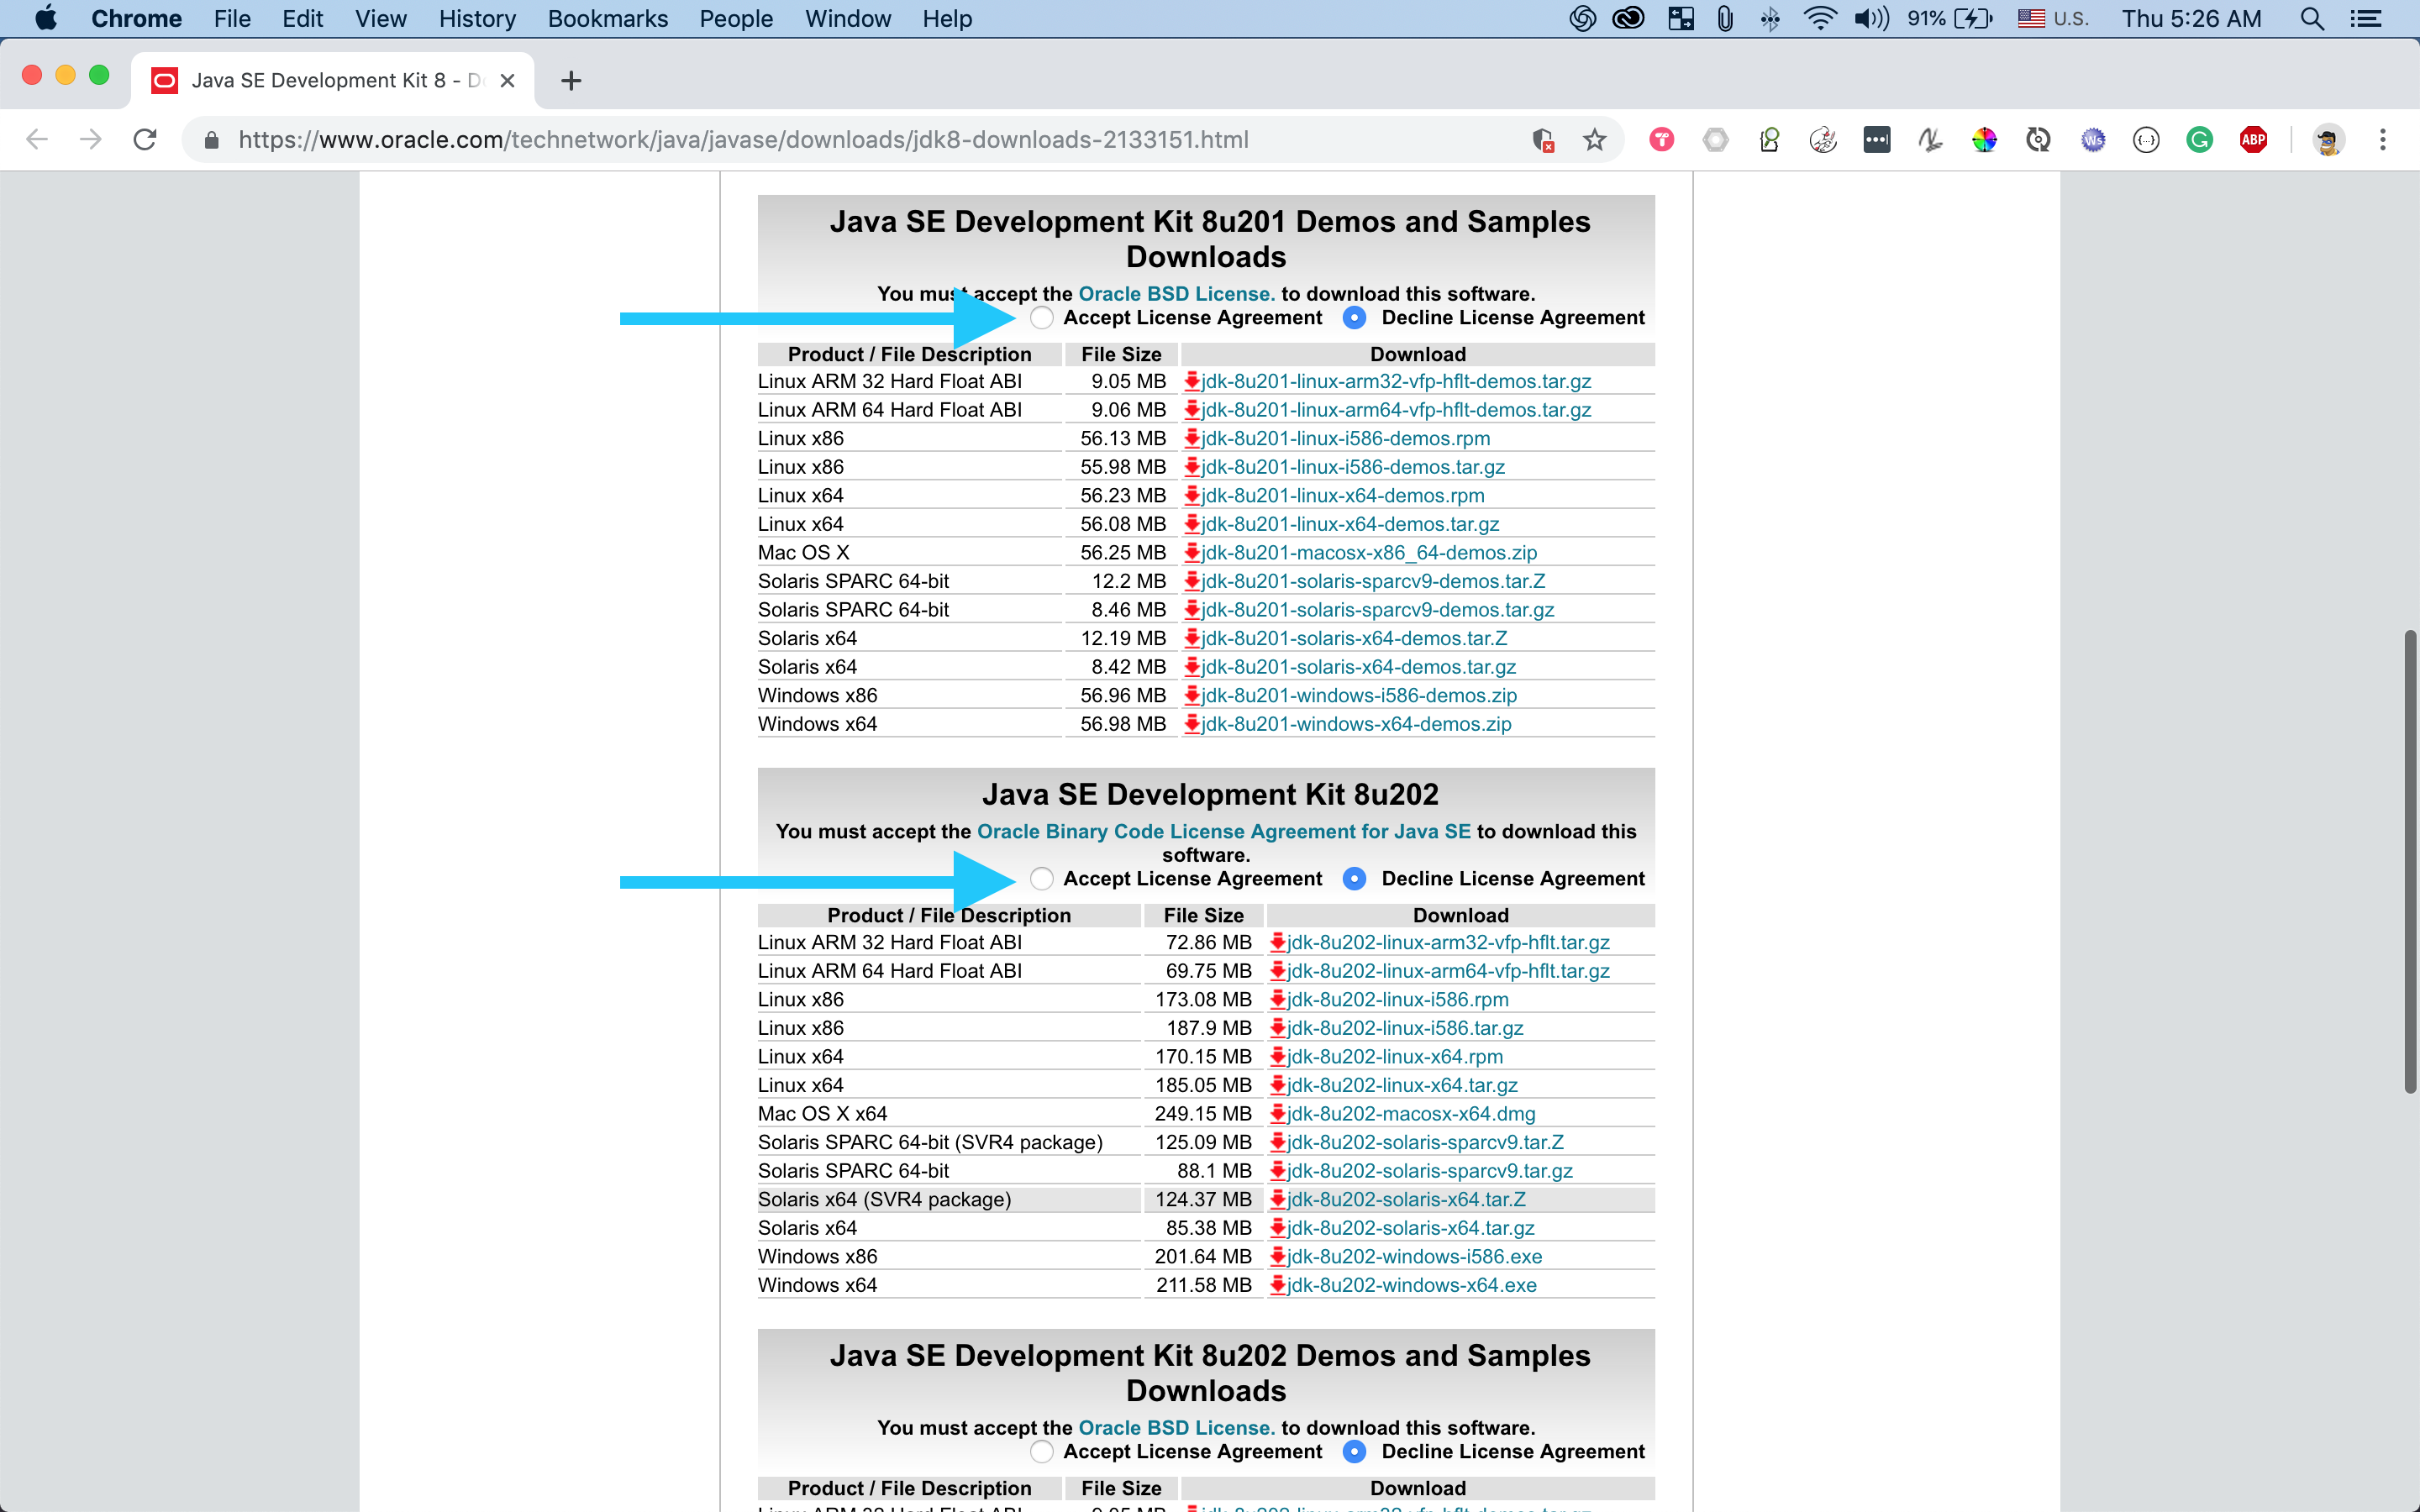 Chrome File Edit View History Bookmarks People Window Help 91% U.S. Thu 5:26 AM
Java SE Development Kit 8 - D
https://www.oracle.com/technetwork/java/javase/downloads/jdk8-downloads-2133151.html
ABP
Java SE Development Kit 8u201 Demos and Samples
Downloads
You must accept the Oracle BSD License. to download this software.
Accept License Agreement Decline License Agreement
Product / File Description File Size Download
Linux ARM 32 Hard Float ABI 9.05 MB jdk-8u201-linux-arm32-vfp-hflt-demos.tar.gz
Linux ARM 64 Hard Float ABI 9.06 MB jdk-8u201-linux-arm64-vfp-hflt-demos.tar.gz
Linux x86 56.13 MB jdk-8u201-linux-i586-demos.rpm
Linux x86 55.98 MB jdk-8u201-linux-i586-demos.tar.gz
Linux x64 56.23 MB jdk-8u201-linux-x64-demos.rpm
Linux x64 56.08 MB jdk-8u201-linux-x64-demos.tar.gz
Mac OS X 56.25 MB jdk-8u201-macosx-x86_64-demos.zip
Solaris SPARC 64-bit 12.2 MB jdk-8u201-solaris-sparcv9-demos.tar.Z
Solaris SPARC 64-bit 8.46 MB jdk-8u201-solaris-sparcv9-demos.tar.gz
Solaris x64 12.19 MB jdk-8u201-solaris-x64-demos.tar.Z
Solaris x64 8.42 MB jdk-8u201-solaris-x64-demos.tar.gz
Windows x86 56.96 MB jdk-8u201-windows-i586-demos.zip
Windows x64 56.98 MB jdk-8u201-windows-x64-demos.zip
Java SE Development Kit 8u202
You must accept the Oracle Binary Code License Agreement for Java SE to download this
software.
Accept License Agreement Decline License Agreement
Product / File Description File Size Download
Linux ARM 32 Hard Float ABI 72.86 MB jdk-8u202-linux-arm32-vfp-hflt.tar.gz
Linux ARM 64 Hard Float ABI 69.75 MB jdk-8u202-linux-arm64-vfp-hflt.tar.gz
Linux x86 173.08 MB jdk-8u202-linux-i586.rpm
Linux x86 187.9 MB jdk-8u202-linux-i586.tar.gz
Linux x64 170.15 MB jdk-8u202-linux-x64.rpm
Linux x64 185.05 MB jdk-8u202-linux-x64.tar.gz
Mac OS X x64 249.15 MB jdk-8u202-macosx-x64.dmg
Solaris SPARC 64-bit (SVR4 package) 125.09 MB jdk-8u202-solaris-sparcv9.tar.Z
Solaris SPARC 64-bit 88.1 MB jdk-8u202-solaris-sparcv9.tar.gz
Solaris x64 (SVR4 package) 124.37 MB jdk-8u202-solaris-x64.tar.Z
Solaris x64 85.38 MB jdk-8u202-solaris-x64.tar.gz
Windows x86 201.64 MB jdk-8u202-windows-i586.exe
Windows x64 211.58 MB jdk-8u202-windows-x64.exe
Java SE Development Kit 8u202 Demos and Samples
Downloads
You must accept the Oracle BSD License. to download this software.
Accept License Agreement Decline License Agreement
Product / File Description File Size Download